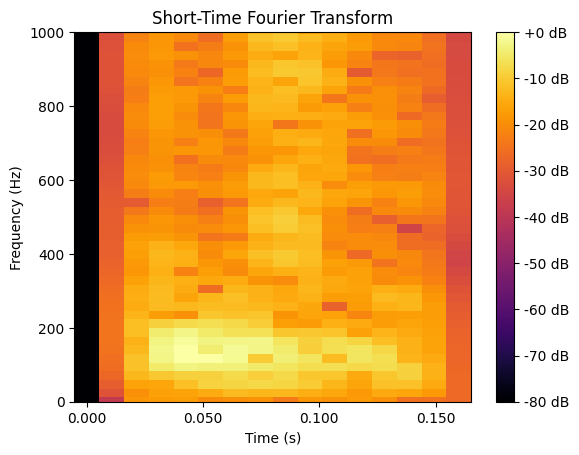 Short-Time Fourier Transform
1000
800
600
400
200
0
Frequency (Hz)
0.000
0.050
0.100
0.150
Time (s)
+0 dB
-10 dB
-20 dB
-30 dB
-40 dB
-50 dB
-60 dB
-70 dB
-80 dB